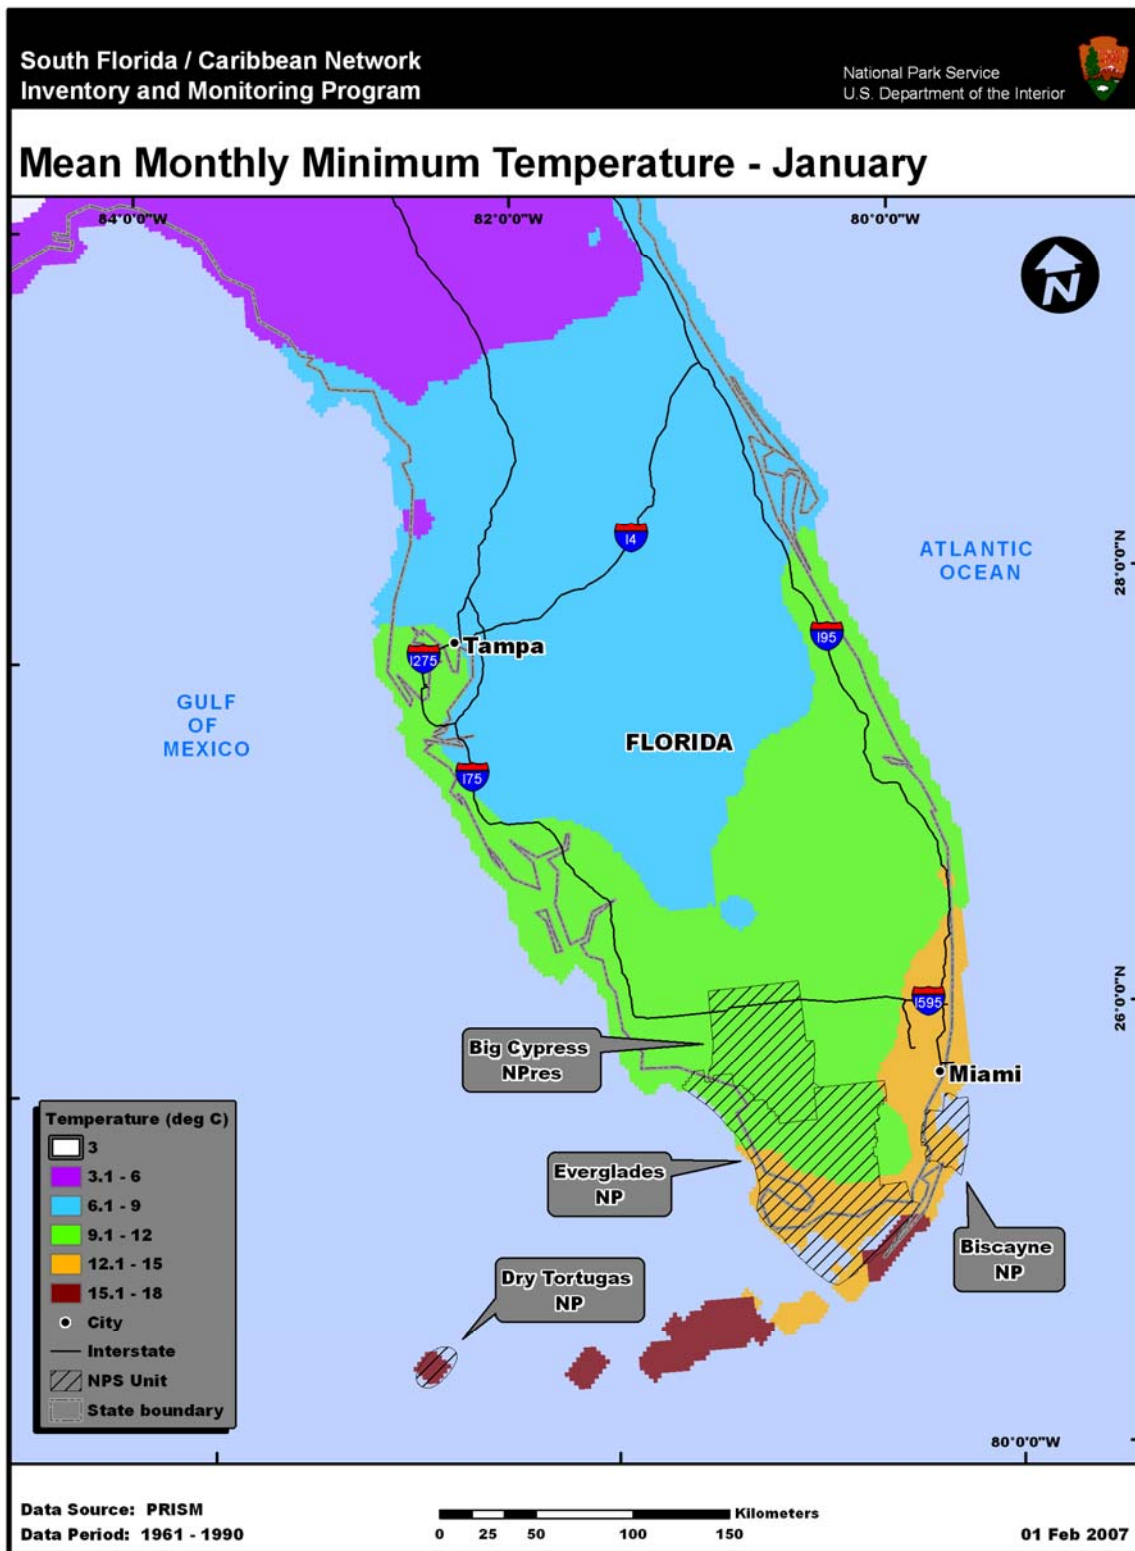 South Florida / Caribbean Network
Inventory and Monitoring Program
National Park Service
U.S. Department of the Interior
Mean Monthly Minimum Temperature - January
84°0'0"W
82°0'0"W
80°0'0"W
N
I4
ATLANTIC
OCEAN
28°0'0"N
I95
Tampa
I275
GULF
OF
MEXICO
FLORIDA
I75
26°0'0"N
I595
Big Cypress
NPres
Miami
Everglades
NP
Biscayne
NP
Dry Tortugas
NP
Temperature (deg C)
3
3.1 - 6
6.1 - 9
9.1 - 12
12.1 - 15
15.1 - 18
City
Interstate
NPS Unit
State boundary
80°0'0"W
Data Source: PRISM
Data Period: 1961 - 1990
Kilometers
0 25 50 100 150
01 Feb 2007